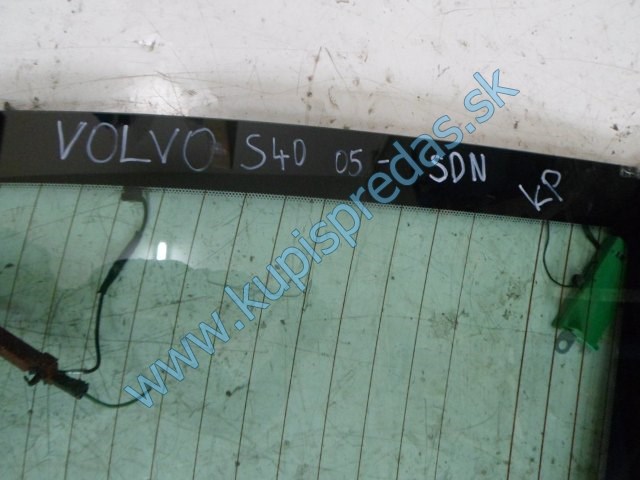 VOLVO S40 05- SDN KP
www.kupispredas.sk